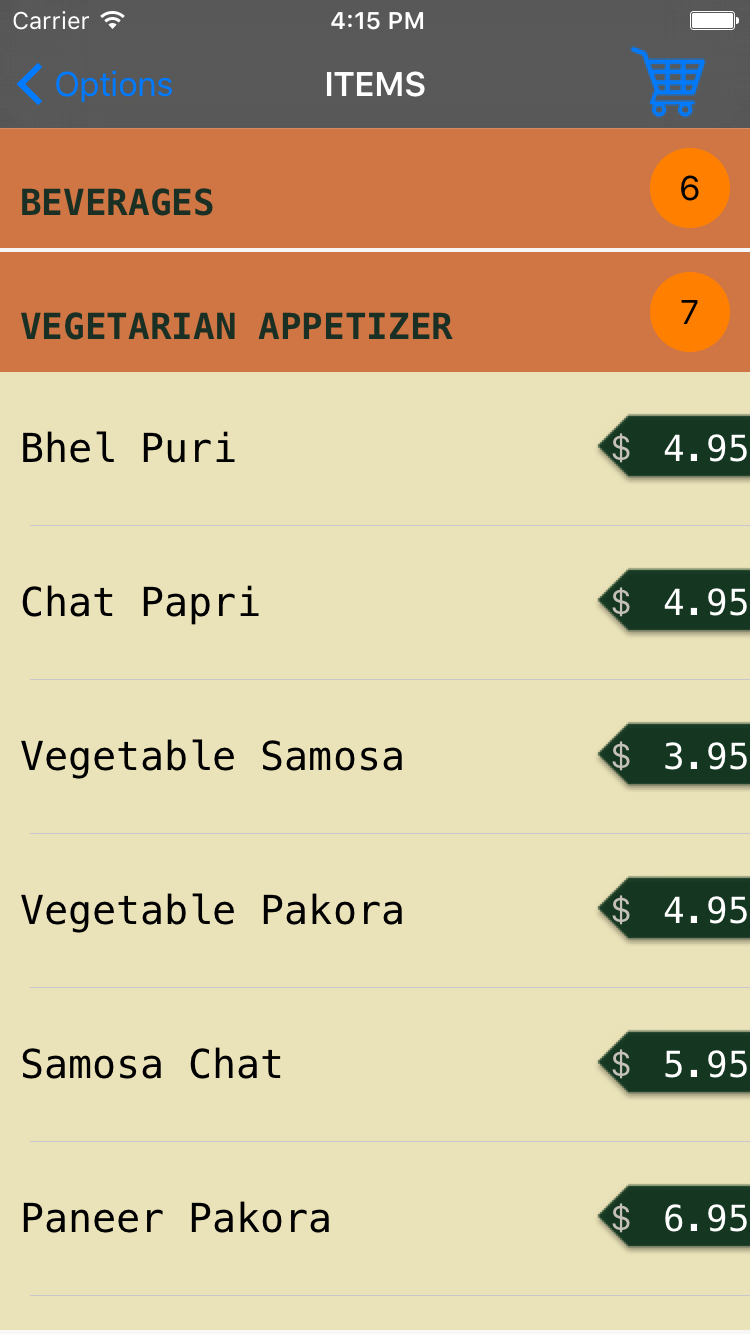 Carrier 4:15 PM
Options ITEMS
BEVERAGES 6
VEGETARIAN APPETIZER 7
Bhel Puri $ 4.95
Chat Papri $ 4.95
Vegetable Samosa $ 3.95
Vegetable Pakora $ 4.95
Samosa Chat $ 5.95
Paneer Pakora $ 6.95